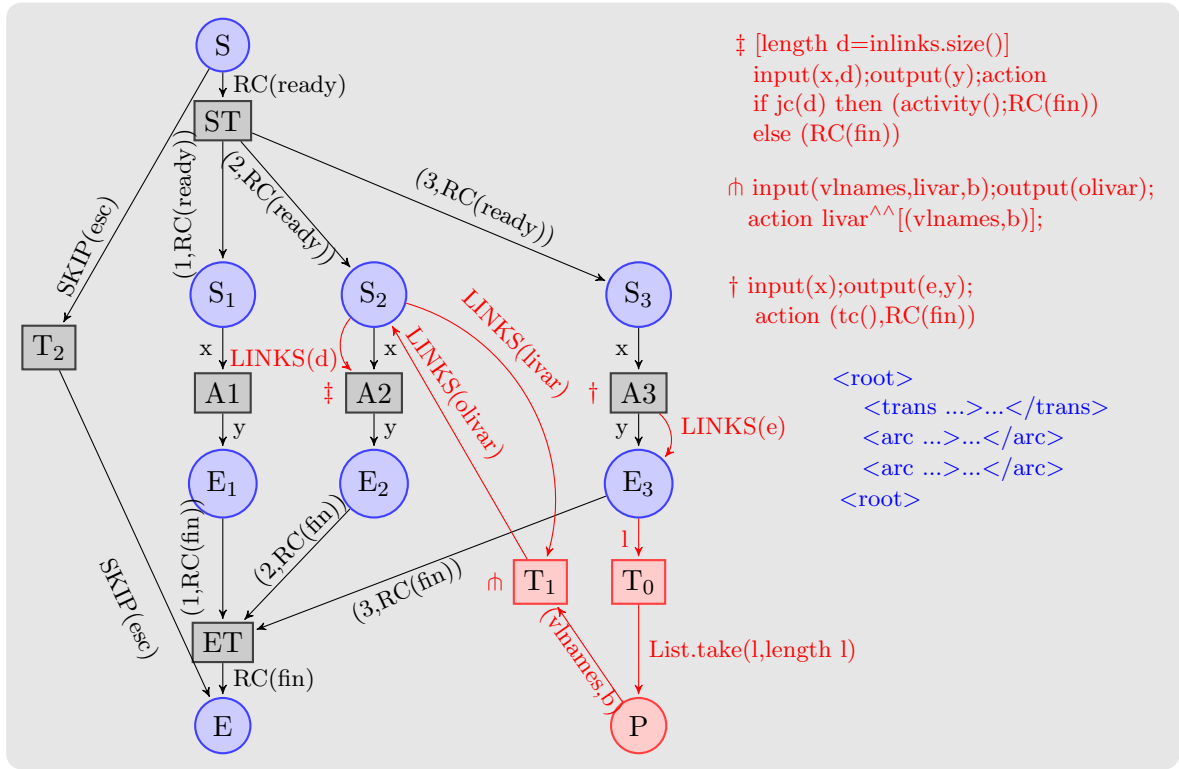 S
RC(ready)
ST
(1,RC(ready))
(2,RC(ready))
(3,RC(ready))
SKIP(esc)
S1
S2
S3
T2
x
x
x
LINKS(d)
LINKS(olivar)
LINKS(livar)
A1
‡
A2
†
A3
y
y
y
LINKS(e)
E1
E2
E3
(1,RC(fin))
(2,RC(fin))
(3,RC(fin))
SKIP(esc)
l
⋔
T1
T0
ET
(vlnames,b)
List.take(l,length l)
RC(fin)
E
P
‡ [length d=inlinks.size()]
input(x,d);output(y);action
if jc(d) then (activity();RC(fin))
else (RC(fin))
⋔ input(vlnames,livar,b);output(olivar);
action livar^^[(vlnames,b)];
† input(x);output(e,y);
action (tc(),RC(fin))
<root>
<trans ...>...</trans>
<arc ...>...</arc>
<arc ...>...</arc>
<root>